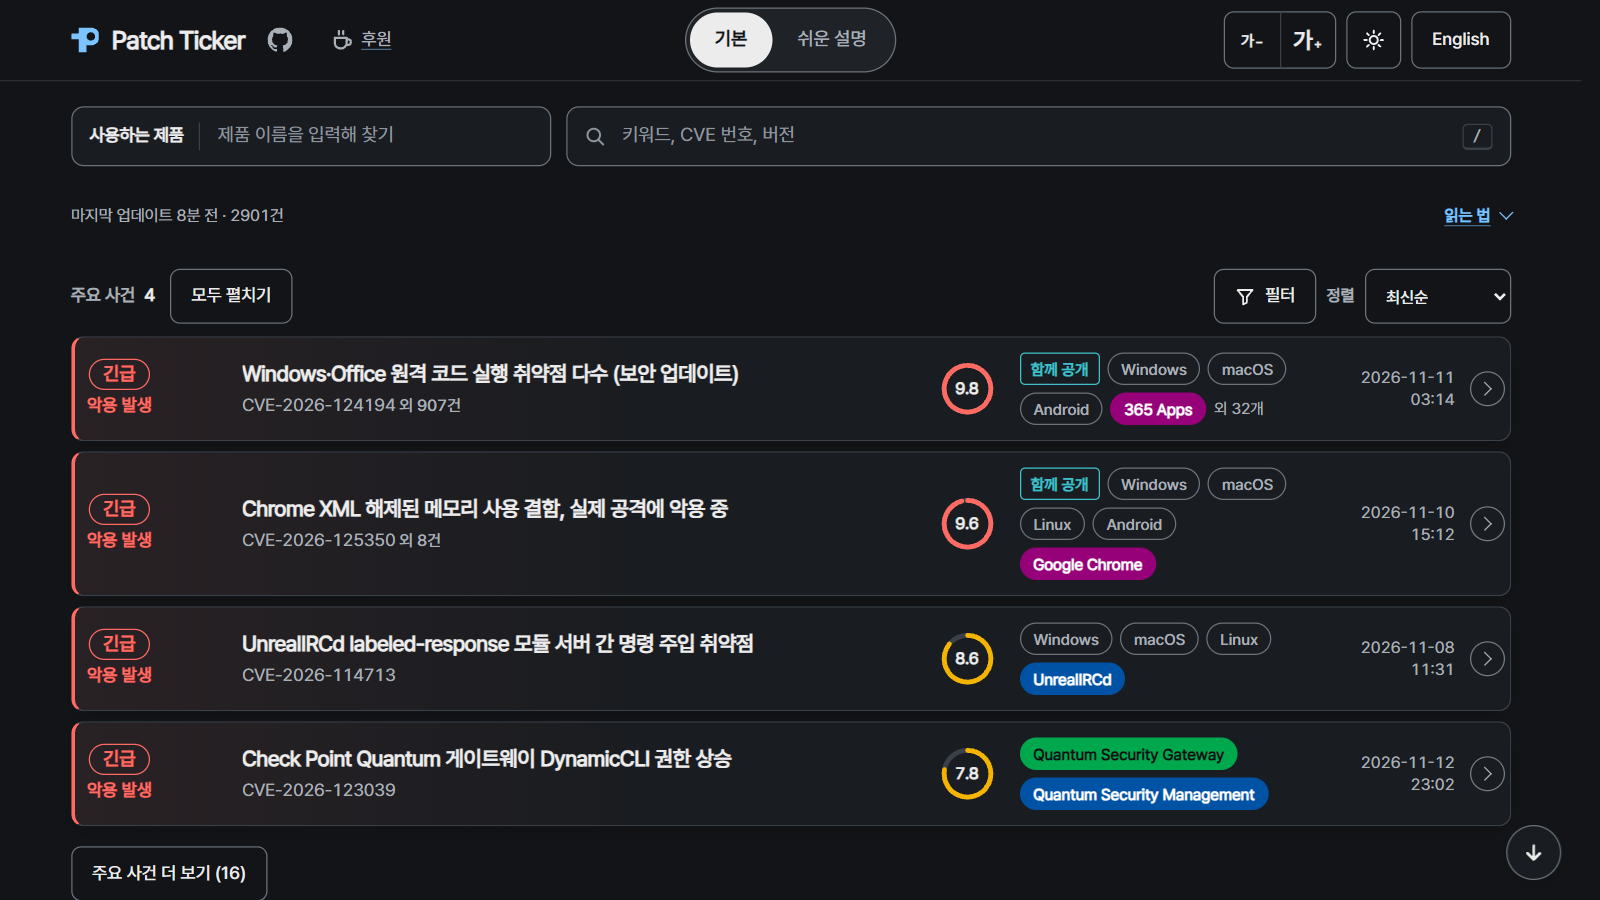 Patch Ticker
후원
기본
쉬운 설명
가-
가+
English
사용하는 제품
제품 이름을 입력해 찾기
키워드, CVE 번호, 버전
/
마지막 업데이트 8분 전 · 2901건
읽는 법
주요 사건 4
모두 펼치기
필터
정렬
최신순
긴급
악용 발생
Windows·Office 원격 코드 실행 취약점 다수 (보안 업데이트)
CVE-2026-124194 외 907건
9.8
함께 공개
Windows
macOS
Android
365 Apps
외 32개
2026-11-11
03:14
긴급
악용 발생
Chrome XML 해제된 메모리 사용 결함, 실제 공격에 악용 중
CVE-2026-125350 외 8건
9.6
함께 공개
Windows
macOS
Linux
Android
Google Chrome
2026-11-10
15:12
긴급
악용 발생
UnrealIRCd labeled-response 모듈 서버 간 명령 주입 취약점
CVE-2026-114713
8.6
Windows
macOS
Linux
UnrealIRCd
2026-11-08
11:31
긴급
악용 발생
Check Point Quantum 게이트웨이 DynamicCLI 권한 상승
CVE-2026-123039
7.8
Quantum Security Gateway
Quantum Security Management
2026-11-12
23:02
주요 사건 더 보기 (16)